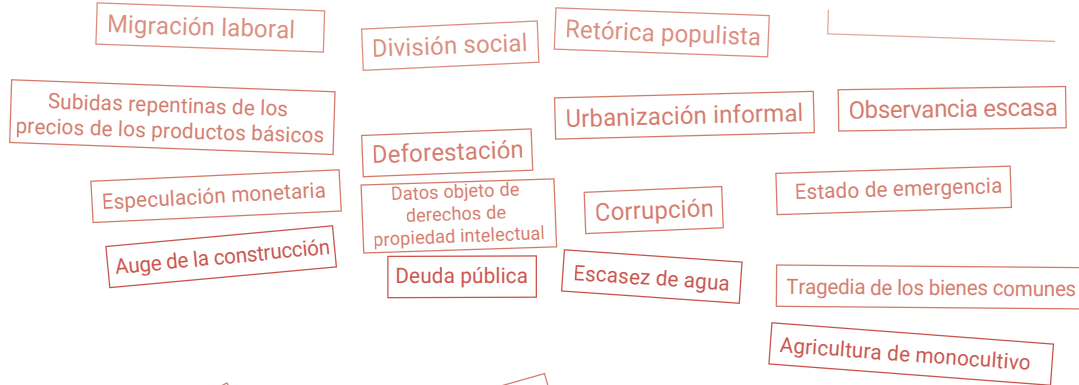 Migración laboral
División social
Retórica populista
Subidas repentinas de los
precios de los productos básicos
Urbanización informal
Observancia escasa
Deforestación
Especulación monetaria
Datos objeto de
derechos de
propiedad intelectual
Corrupción
Estado de emergencia
Auge de la construcción
Deuda pública
Escasez de agua
Tragedia de los bienes comunes
Agricultura de monocultivo